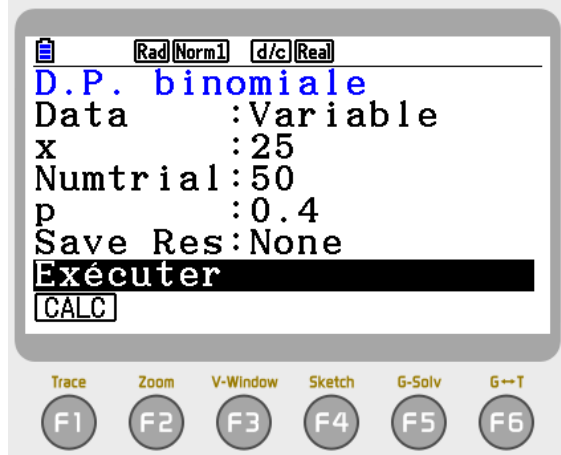 Rad Norm1 d/c Real
D.P. binomiale
Data :Variable
x :25
Numtrial:50
p :0.4
Save Res:None
Exécuter
CALC
Trace Zoom V-Window Sketch G-Solv G↔T
F1 F2 F3 F4 F5 F6